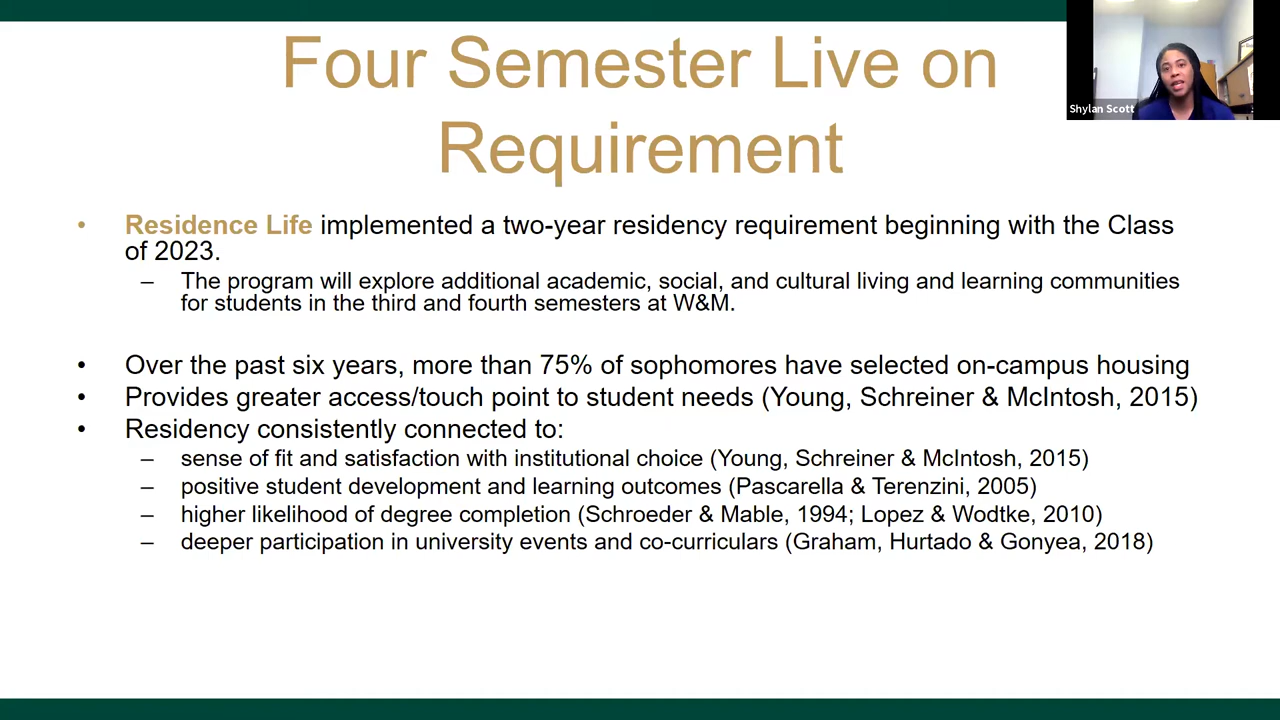 Four Semester Live on
Requirement
Shylan Scott
• Residence Life implemented a two-year residency requirement beginning with the Class
of 2023.
– The program will explore additional academic, social, and cultural living and learning communities
for students in the third and fourth semesters at W&M.
• Over the past six years, more than 75% of sophomores have selected on-campus housing
• Provides greater access/touch point to student needs (Young, Schreiner & McIntosh, 2015)
• Residency consistently connected to:
– sense of fit and satisfaction with institutional choice (Young, Schreiner & McIntosh, 2015)
– positive student development and learning outcomes (Pascarella & Terenzini, 2005)
– higher likelihood of degree completion (Schroeder & Mable, 1994; Lopez & Wodtke, 2010)
– deeper participation in university events and co-curriculars (Graham, Hurtado & Gonyea, 2018)